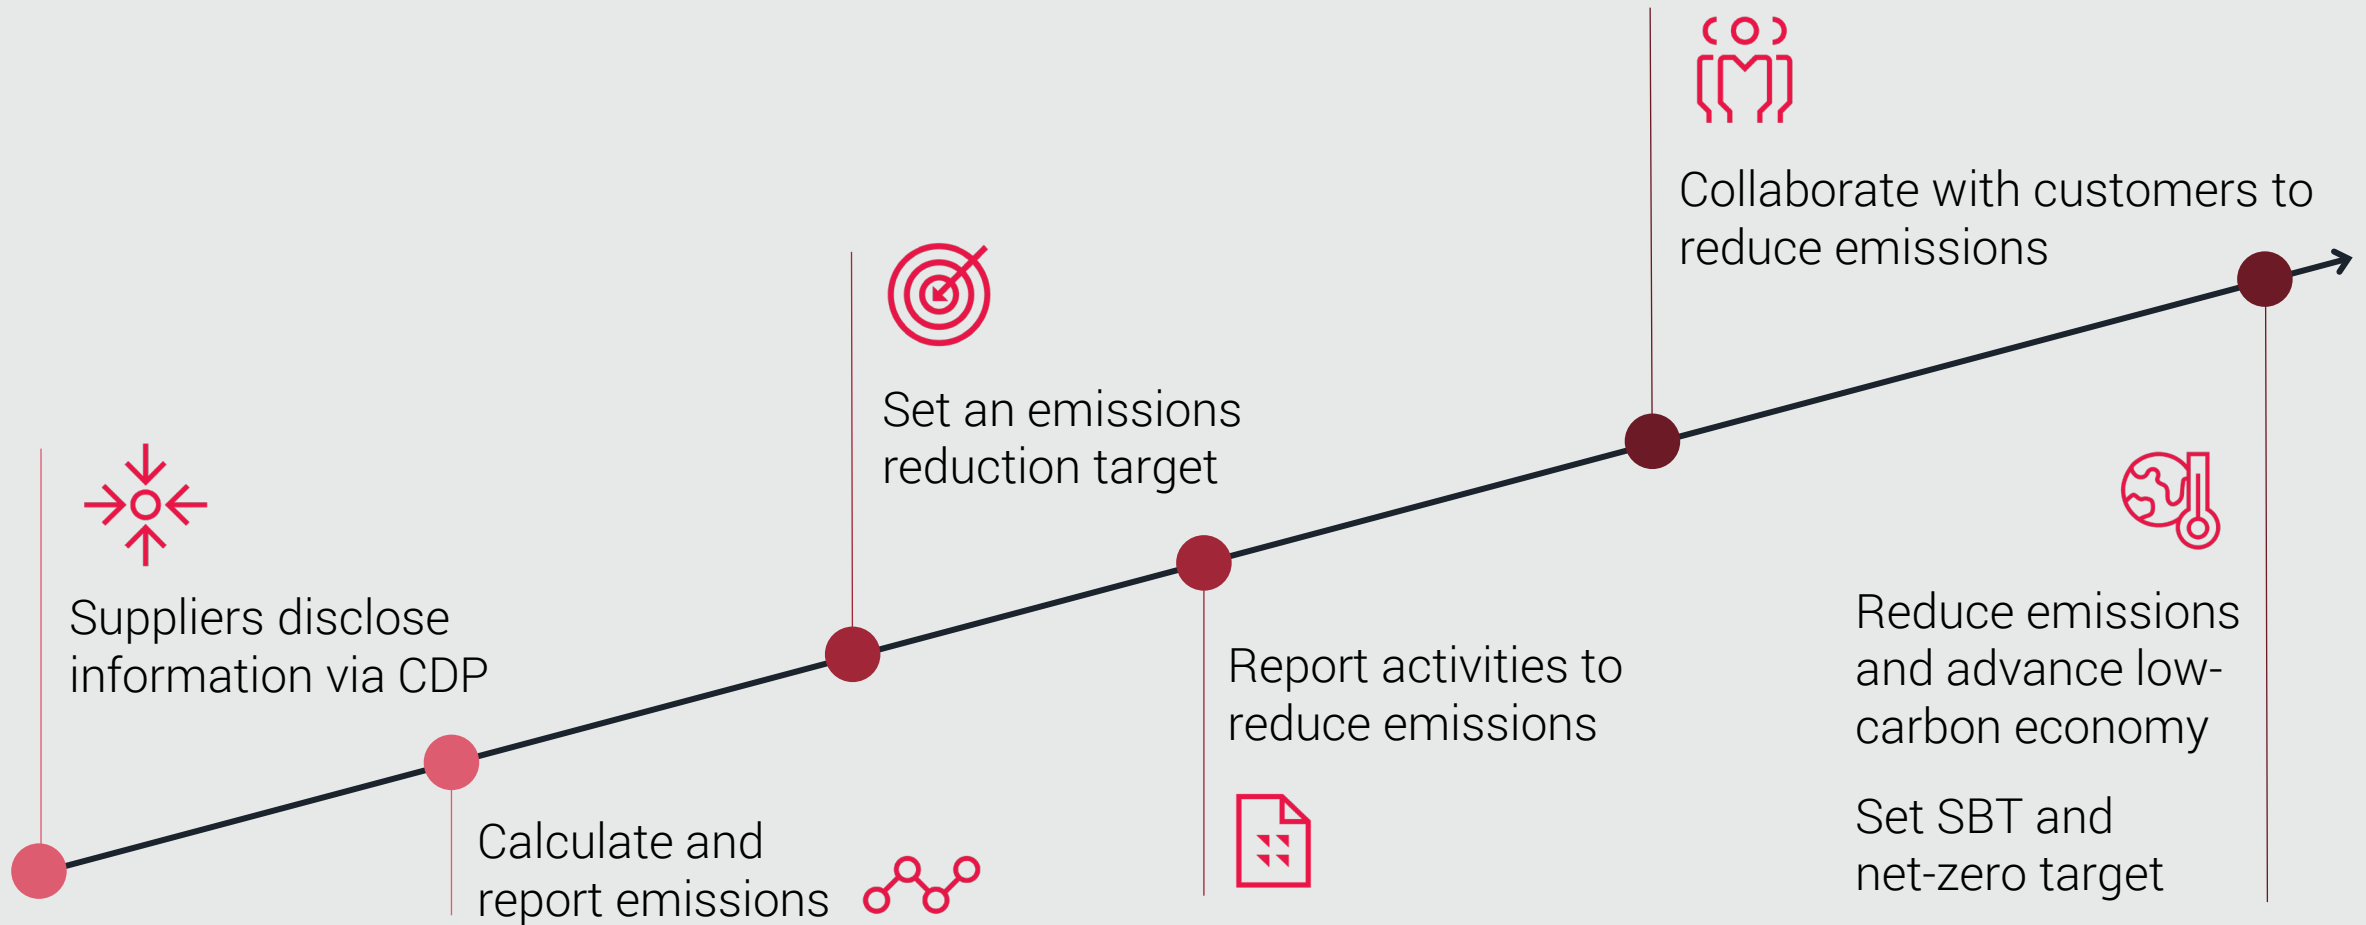 Suppliers disclose
information via CDP
Calculate and
report emissions
Set an emissions
reduction target
Report activities to
reduce emissions
Collaborate with customers to
reduce emissions
Reduce emissions
and advance low-
carbon economy
Set SBT and
net-zero target